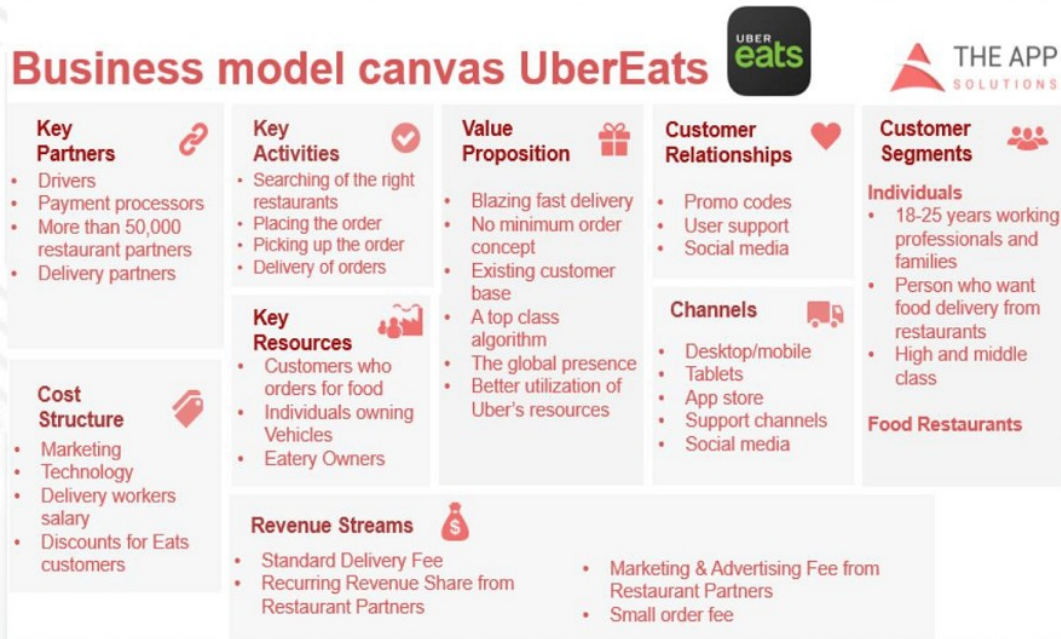 Business model canvas UberEats
UBER
eats
THE APP
SOLUTIONS
Key
Partners
• Drivers
• Payment processors
• More than 50,000
restaurant partners
• Delivery partners
Key
Activities
• Searching of the right
restaurants
• Placing the order
• Picking up the order
• Delivery of orders
Value
Proposition
• Blazing fast delivery
• No minimum order
concept
• Existing customer
base
• A top class
algorithm
• The global presence
• Better utilization of
Uber's resources
Customer
Relationships
• Promo codes
• User support
• Social media
Customer
Segments
Individuals
• 18-25 years working
professionals and
families
• Person who want
food delivery from
restaurants
• High and middle
class
Food Restaurants
Key
Resources
• Customers who
orders for food
• Individuals owning
Vehicles
• Eatery Owners
Channels
• Desktop/mobile
• Tablets
• App store
• Support channels
• Social media
Cost
Structure
• Marketing
• Technology
• Delivery workers
salary
• Discounts for Eats
customers
Revenue Streams
$
• Standard Delivery Fee
• Recurring Revenue Share from
Restaurant Partners
• Marketing & Advertising Fee from
Restaurant Partners
• Small order fee